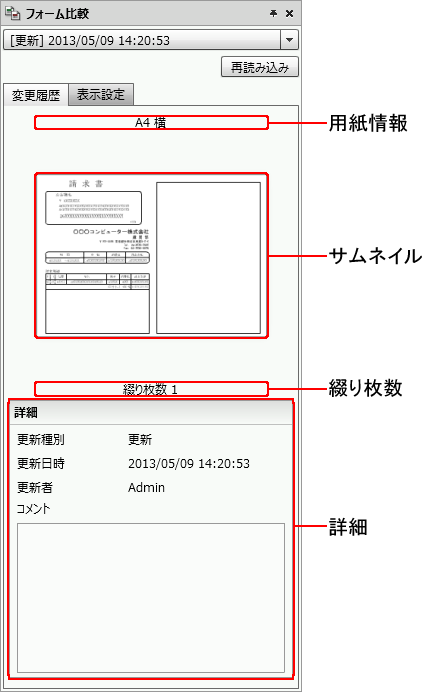 フォーム比較
[更新] 2013/05/09 14:20:53
再読み込み
変更履歴 表示設定
A4 横
用紙情報
請求書
〇〇〇コンピューター株式会社
サムネイル
綴り枚数 1
綴り枚数
詳細
更新種別 更新
更新日時 2013/05/09 14:20:53
更新者 Admin
コメント
詳細